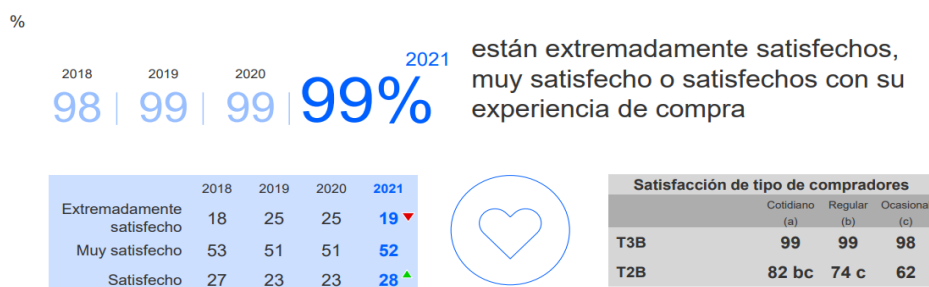 %
2018 2019 2020 2021
98 99 99 99%
están extremadamente satisfechos,
muy satisfecho o satisfechos con su
experiencia de compra
2018 2019 2020 2021
Extremadamente
satisfecho 18 25 25 19
Muy satisfecho 53 51 51 52
Satisfecho 27 23 23 28
Satisfacción de tipo de compradores
Cotidiano Regular Ocasional
(a) (b) (c)
T3B 99 99 98
T2B 82 bc 74 c 62